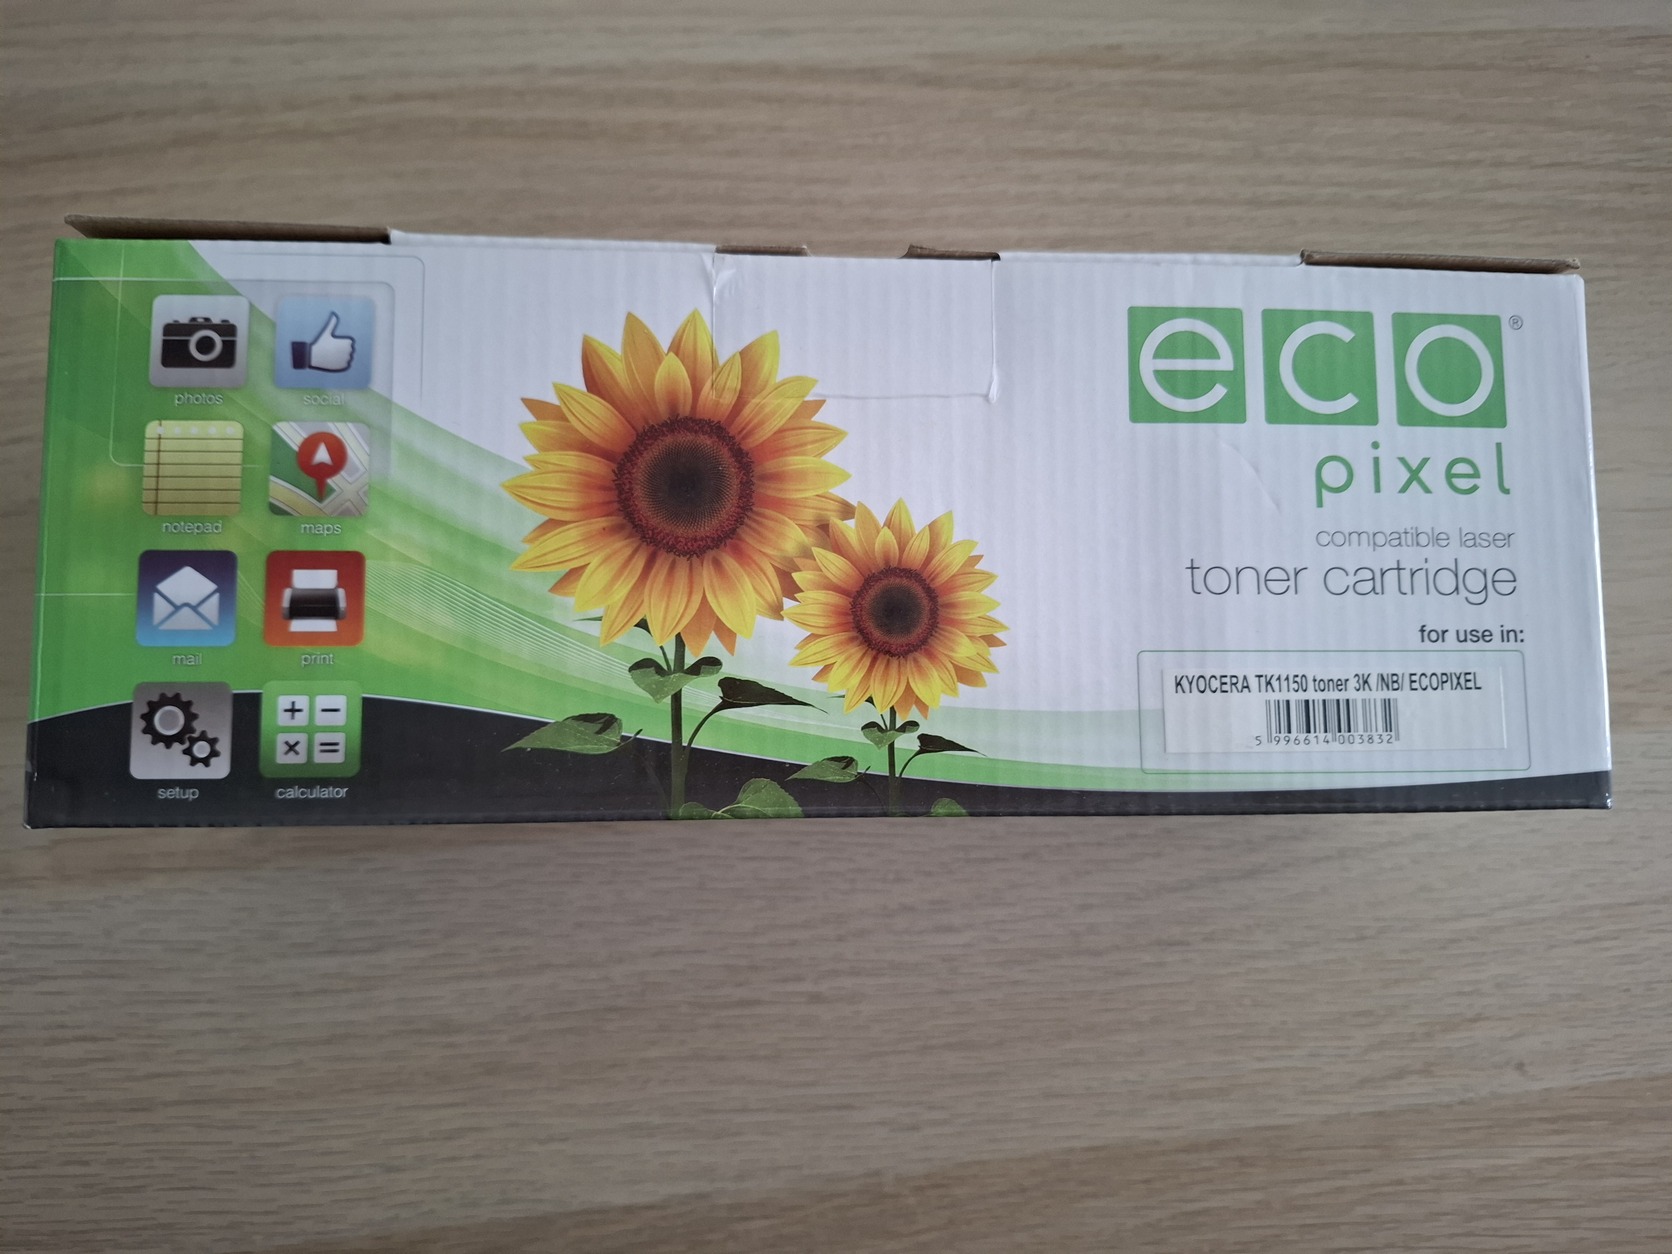 photos
social
notepad
maps
mail
print
setup
calculator
eco®
pixel
compatible laser
toner cartridge
for use in:
KYOCERA TK1150 toner 3K /NB/ ECOPIXEL
5 996614 003832